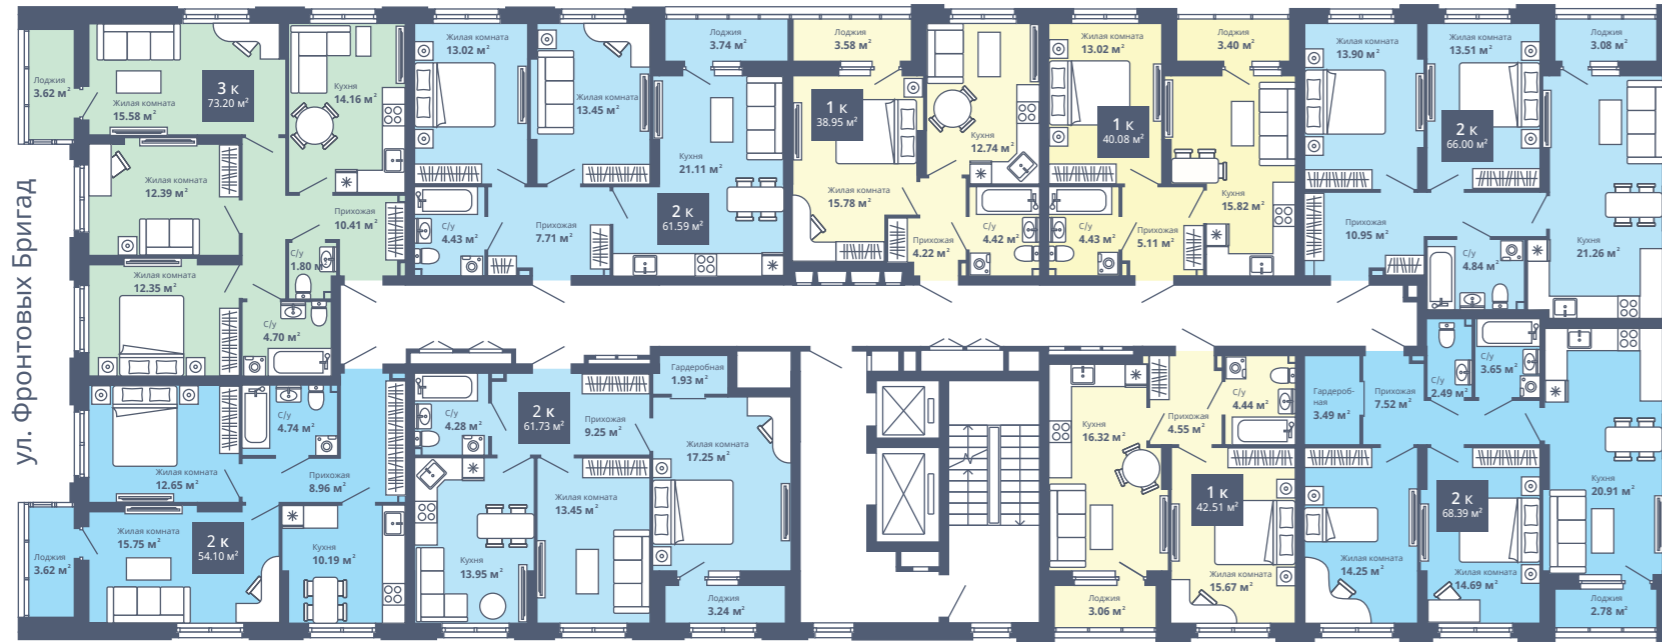 ул. Фронтовых Бригад
Лоджия
3.62 м²
Жилая комната
15.58 м²
3 к
73.20 м²
Кухня
14.16 м²
Жилая комната
12.39 м²
Прихожая
10.41 м²
С/у
1.80 м²
Жилая комната
12.35 м²
С/у
4.70 м²
Жилая комната
13.02 м²
Жилая комната
13.45 м²
Лоджия
3.74 м²
Кухня
21.11 м²
2 к
61.59 м²
С/у
4.43 м²
Прихожая
7.71 м²
Лоджия
3.58 м²
1 к
38.95 м²
Жилая комната
15.78 м²
Кухня
12.74 м²
Прихожая
4.22 м²
С/у
4.42 м²
Жилая комната
13.02 м²
Лоджия
3.40 м²
1 к
40.08 м²
Кухня
15.82 м²
С/у
4.43 м²
Прихожая
5.11 м²
Жилая комната
13.90 м²
Жилая комната
13.51 м²
2 к
66.00 м²
Лоджия
3.08 м²
Прихожая
10.95 м²
С/у
4.84 м²
Кухня
21.26 м²
С/у
4.74 м²
Жилая комната
12.65 м²
Прихожая
8.96 м²
Жилая комната
15.75 м²
2 к
54.10 м²
Лоджия
3.62 м²
Кухня
10.19 м²
С/у
4.28 м²
2 к
61.73 м²
Прихожая
9.25 м²
Гардеробная
1.93 м²
Жилая комната
17.25 м²
Жилая комната
13.45 м²
Кухня
13.95 м²
Лоджия
3.24 м²
Кухня
16.32 м²
Прихожая
4.55 м²
С/у
4.44 м²
1 к
42.51 м²
Жилая комната
15.67 м²
Лоджия
3.06 м²
Гардероб-
ная
3.49 м²
Прихожая
7.52 м²
С/у
2.49 м²
С/у
3.65 м²
2 к
68.39 м²
Жилая комната
14.25 м²
Жилая комната
14.69 м²
Кухня
20.91 м²
Лоджия
2.78 м²